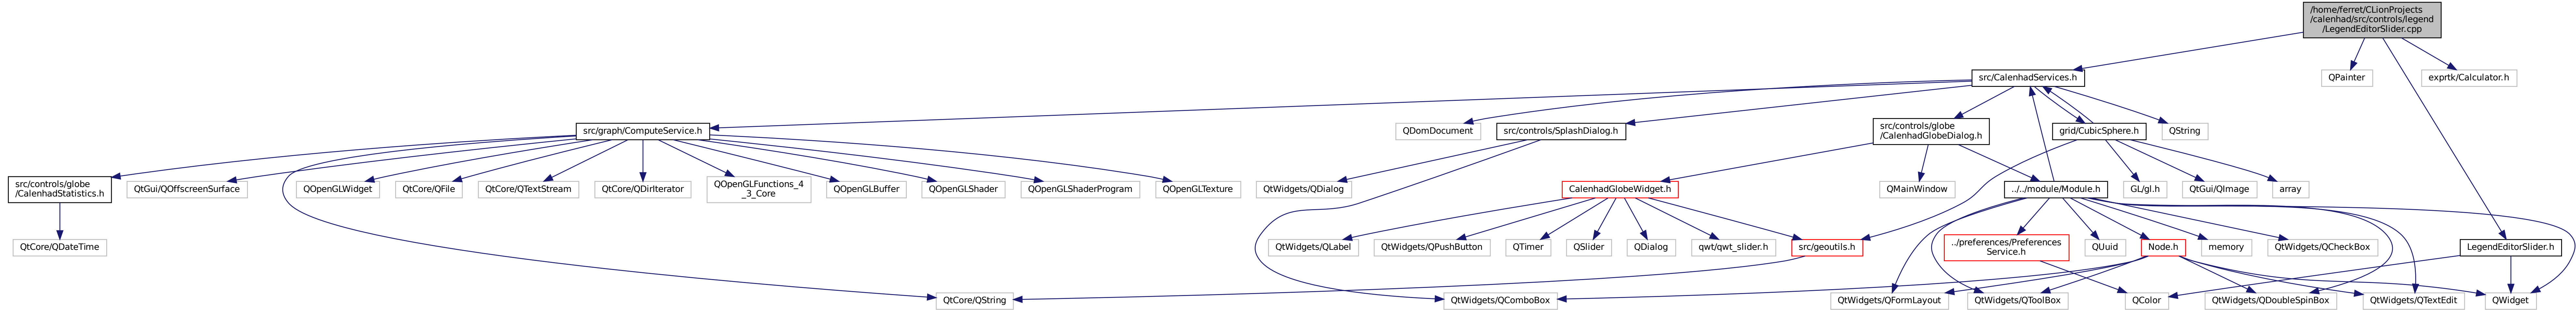 /home/ferret/CLionProjects
/calenhad/src/controls/legend
/LegendEditorSlider.cpp
src/CalenhadServices.h
QPainter
exprtk/Calculator.h
src/graph/ComputeService.h
QDomDocument
src/controls/SplashDialog.h
src/controls/globe
/CalenhadGlobeDialog.h
grid/CubicSphere.h
QString
src/controls/globe
/CalenhadStatistics.h
QtGui/QOffscreenSurface
QOpenGLWidget
QtCore/QFile
QtCore/QTextStream
QtCore/QDirIterator
QOpenGLFunctions_4
_3_Core
QOpenGLBuffer
QOpenGLShader
QOpenGLShaderProgram
QOpenGLTexture
QtWidgets/QDialog
CalenhadGlobeWidget.h
QMainWindow
../../module/Module.h
GL/gl.h
QtGui/QImage
array
QtCore/QDateTime
QtWidgets/QLabel
QtWidgets/QPushButton
QTimer
QSlider
QDialog
qwt/qwt_slider.h
src/geoutils.h
../preferences/Preferences
Service.h
QUuid
Node.h
memory
QtWidgets/QCheckBox
LegendEditorSlider.h
QtCore/QString
QtWidgets/QComboBox
QtWidgets/QFormLayout
QtWidgets/QToolBox
QColor
QtWidgets/QDoubleSpinBox
QtWidgets/QTextEdit
QWidget